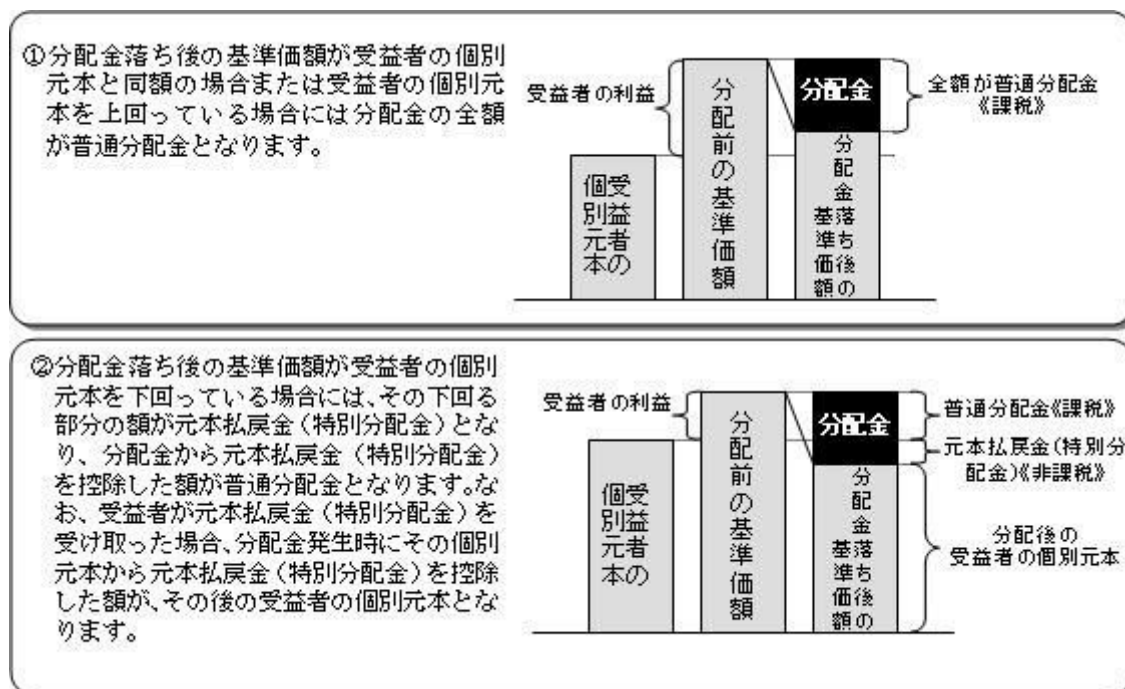 ①分配金落ち後の基準価額が受益者の個別
元本と同額の場合または受益者の個別元
本を上回っている場合には分配金の全額
が普通分配金となります。
受益者の利益
受益者の
個別元本
分配前の基準価額
分配金
分配金落ち後の
基準価額
全額が普通分配金
《課税》
②分配金落ち後の基準価額が受益者の個別
元本を下回っている場合には、その下回る
部分の額が元本払戻金(特別分配金)とな
り、分配金から元本払戻金(特別分配金)
を控除した額が普通分配金となります。な
お、受益者が元本払戻金(特別分配金)を
受け取った場合、分配金発生時にその個別
元本から元本払戻金(特別分配金)を控除
した額が、その後の受益者の個別元本とな
ります。
受益者の利益
受益者の
個別元本
分配前の基準価額
分配金
分配金落ち後の
基準価額
普通分配金《課税》
元本払戻金(特別分
配金)《非課税》
分配後の
受益者の個別元本